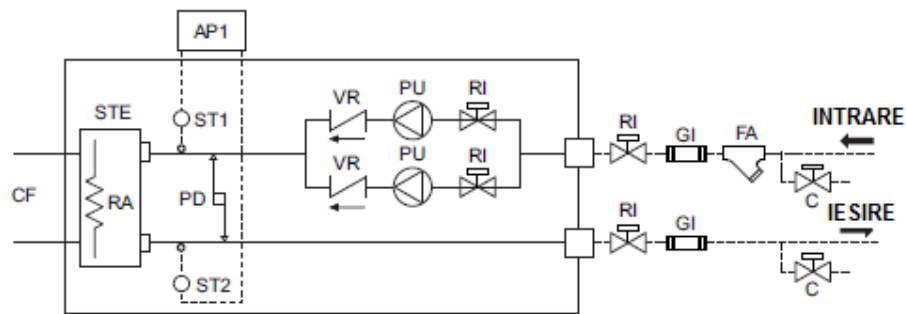 AP1
VR PU RI
STE
ST1
RI GI FA INTRARE
VR PU RI
CF RA PD
C
RI GI IESIRE
ST2
C